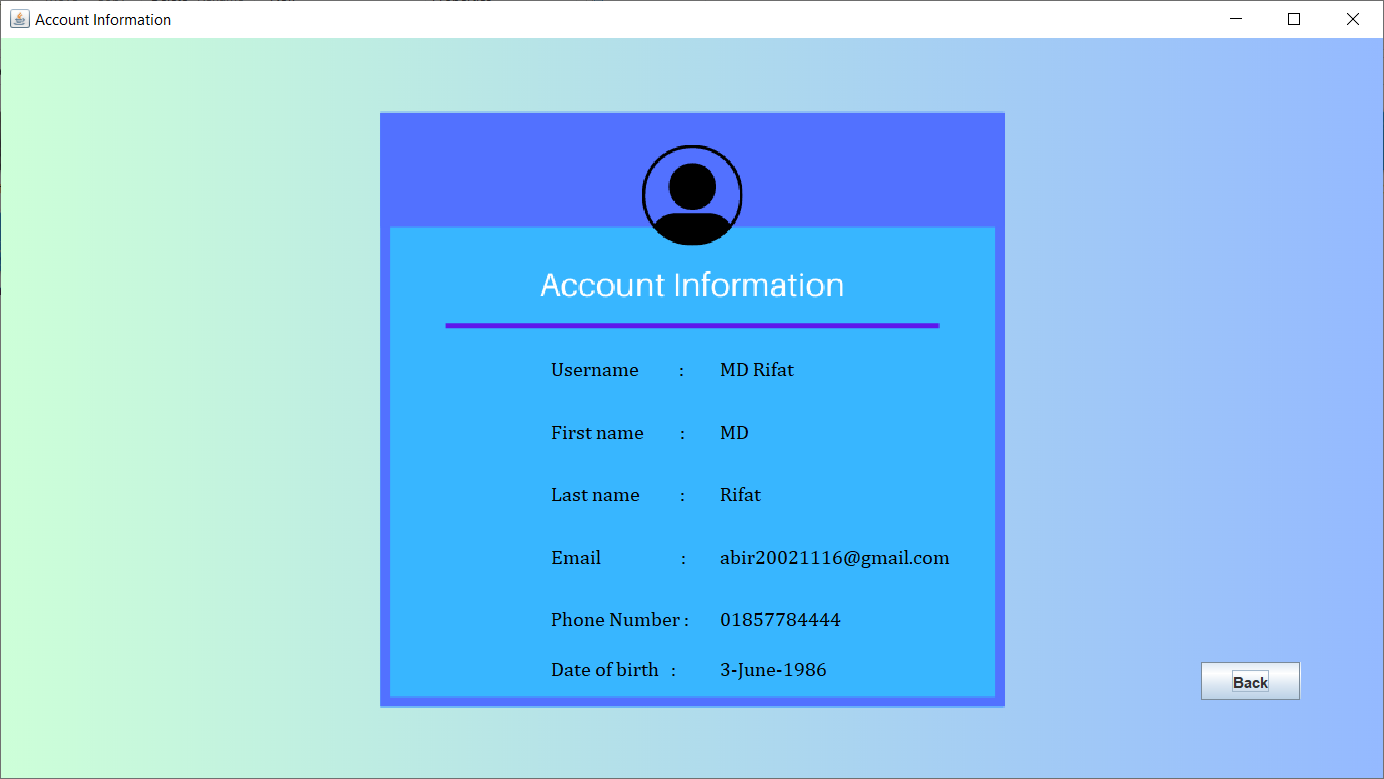 Account Information
Account Information
Username : MD Rifat
First name : MD
Last name : Rifat
Email : abir20021116@gmail.com
Phone Number : 01857784444
Date of birth : 3-June-1986
Back